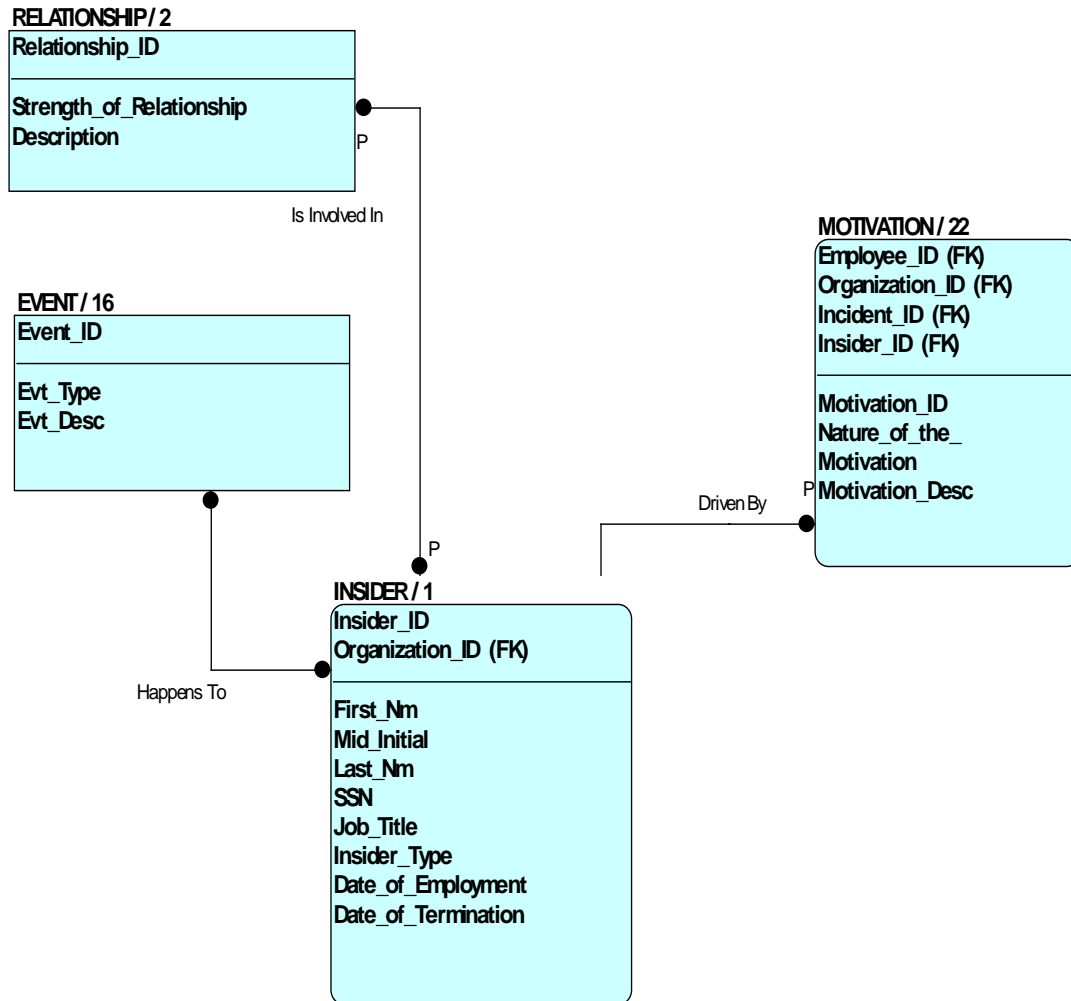 RELATIONSHIP / 2
Relationship_ID
Strength_of_Relationship
Description
P
Is Involved In
MOTIVATION / 22
Employee_ID (FK)
Organization_ID (FK)
Incident_ID (FK)
Insider_ID (FK)
Motivation_ID
Nature_of_the_
Motivation
Motivation_Desc
P
Driven By
EVENT / 16
Event_ID
Evt_Type
Evt_Desc
P
INSIDER / 1
Insider_ID
Organization_ID (FK)
First_Nm
Mid_Initial
Last_Nm
SSN
Job_Title
Insider_Type
Date_of_Employment
Date_of_Termination
Happens To